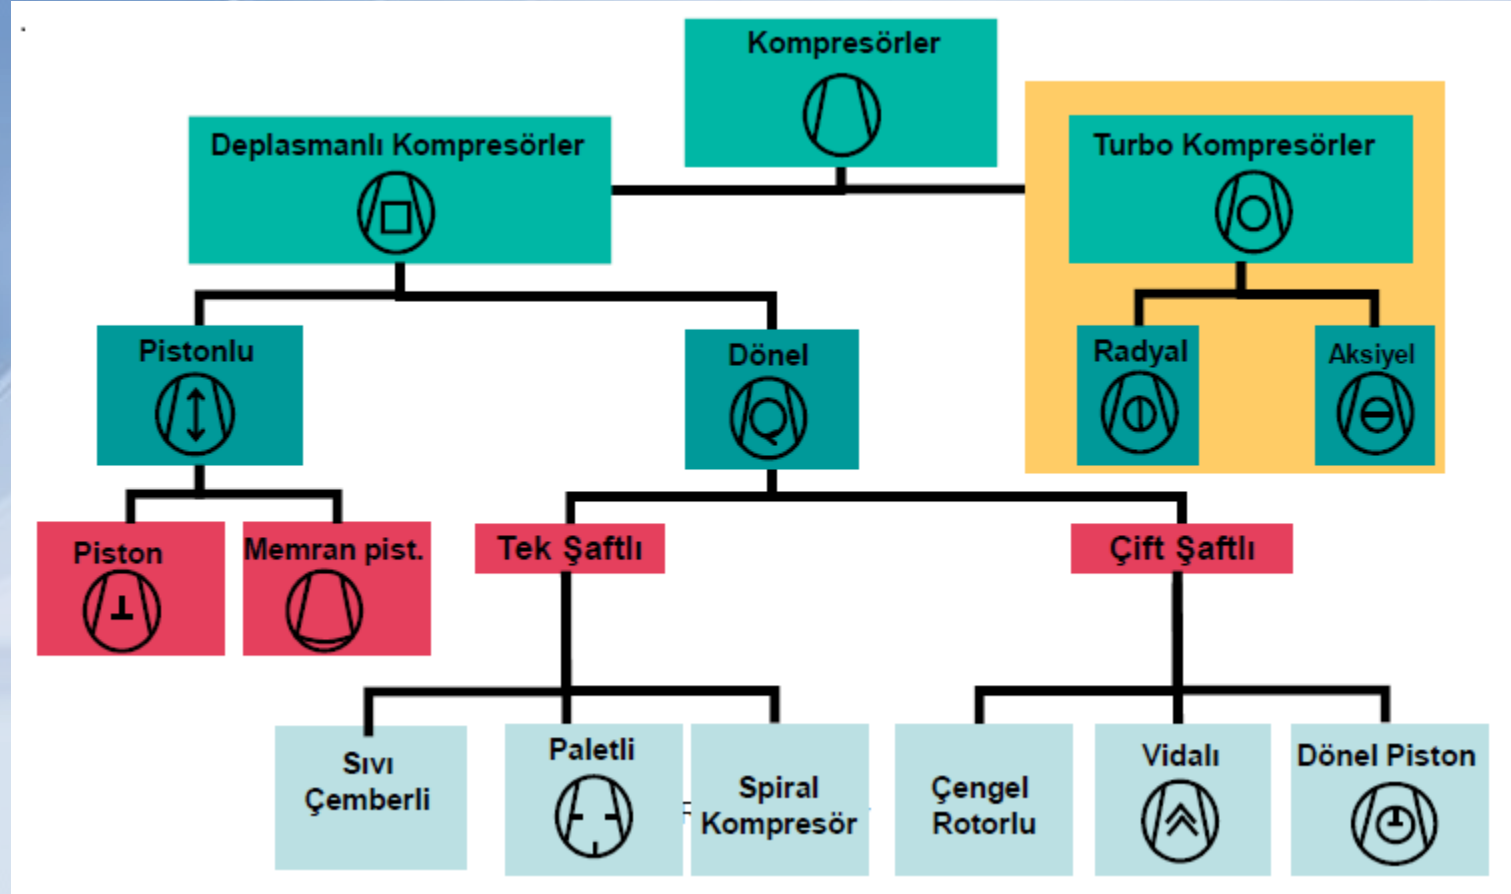 Kompresörler
Deplasmanlı Kompresörler
Turbo Kompresörler
Pistonlu
Dönel
Radyal
Aksiyel
Piston
Memran pist.
Tek Şaftlı
Çift Şaftlı
Sıvı
Çemberli
Paletli
Spiral
Kompresör
Çengel
Rotorlu
Vidalı
Dönel Piston